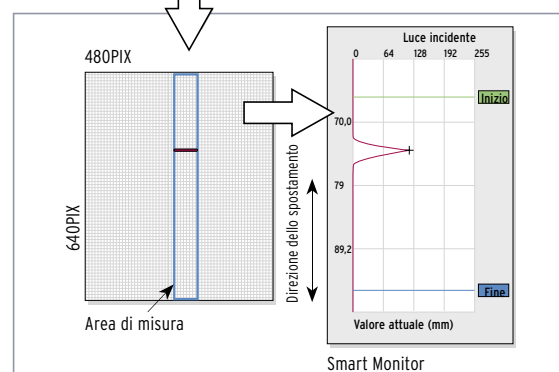 480PIX
640PIX
Area di misura
Direzione dello spostamento
Luce incidente
0 64 128 192 255
Inizio
70,0
79
89,2
Fine
Valore attuale (mm)
Smart Monitor